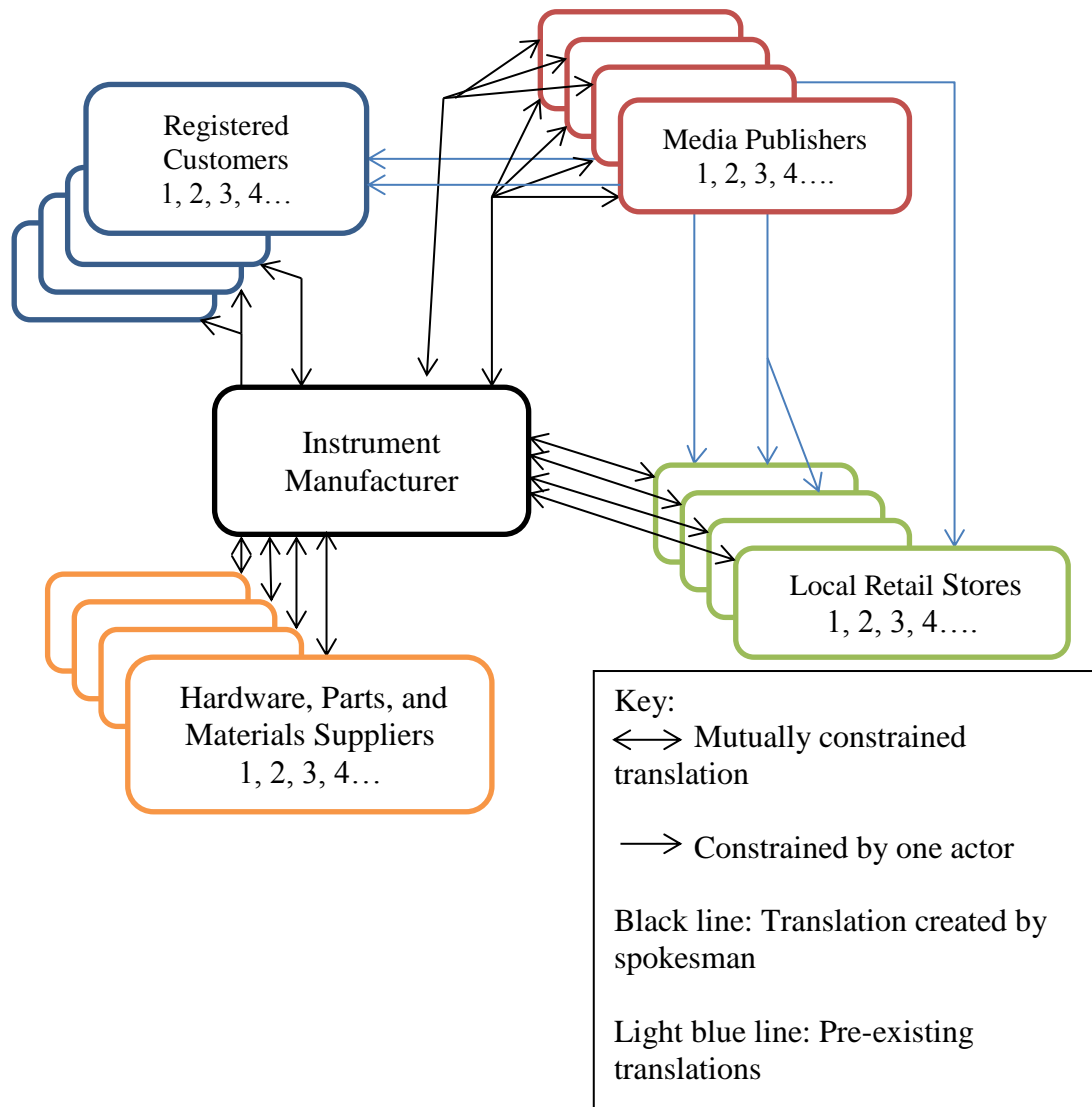 Registered
Customers
1, 2, 3, 4…
Media Publishers
1, 2, 3, 4….
Instrument
Manufacturer
Local Retail Stores
1, 2, 3, 4….
Hardware, Parts, and
Materials Suppliers
1, 2, 3, 4…
Key:
Mutually constrained
translation
Constrained by one actor
Black line: Translation created by
spokesman
Light blue line: Pre-existing
translations